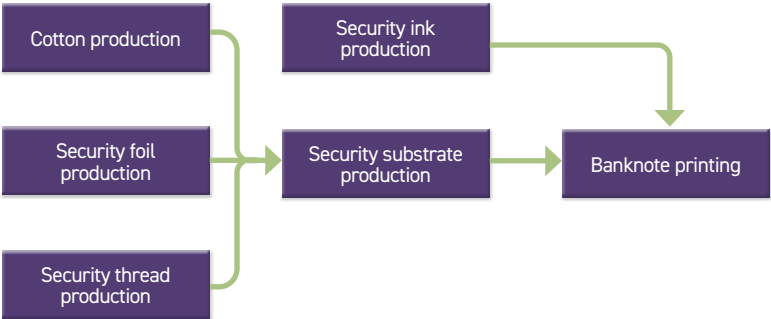 Cotton production
Security ink
production
Security foil
production
Security substrate
production
Banknote printing
Security thread
production